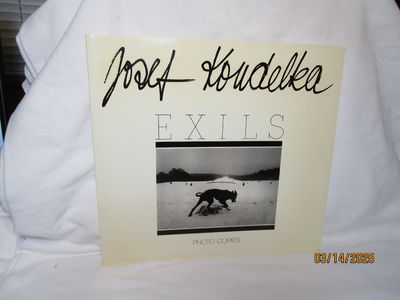 Josef Koudelka
EXILS
PHOTO COPIES
03/14/2025